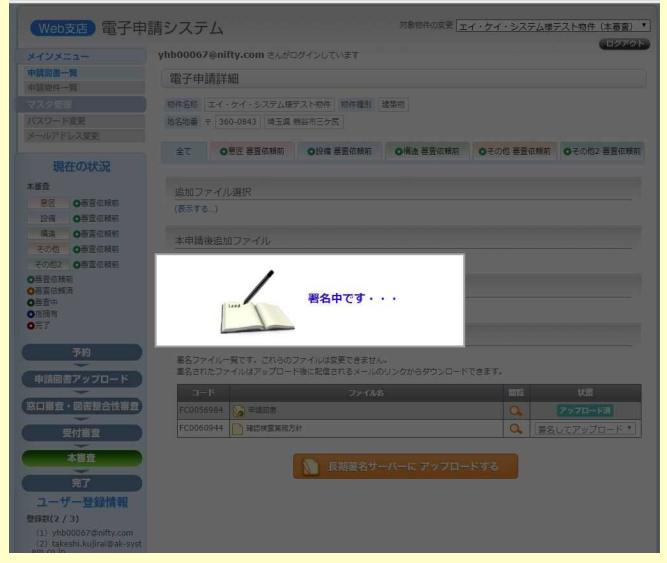 Web支店 電子申請システム
対象物件の変更 エイ・ケイ・システム様テスト物件（本審査）
ログアウト
メインメニュー
申請図書一覧
申請物件一覧
マスタ管理
パスワード変更
メールアドレス変更
yhb00067@nifty.com さんがログインしています
電子申請詳細
物件名称 エイ・ケイ・システム様テスト物件 物件種別 建築物
地名地番 〒 360-0843 埼玉県 熊谷市三ケ尻
全て 意匠 審査依頼前 設備 審査依頼前 構造 審査依頼前 その他 審査依頼前 その他2 審査依頼前
現在の状況
本審査
意匠 審査依頼前
設備 審査依頼前
構造 審査依頼前
その他 審査依頼前
その他2 審査依頼前
審査依頼前
審査依頼済
審査中
指摘有
完了
追加ファイル選択
(表示する...)
本申請後追加ファイル
署名中です・・・
署名ファイル一覧です。これらのファイルは変更できません。
署名されたファイルはアップロード後に配信されるメールのリンクからダウンロードできます。
コード ファイル名 閲覧 状態
FC0056984 申請図書 アップロード済
FC0060944 確認検査業務方針 署名してアップロード
長期署名サーバーに アップロードする
予約
申請図書アップロード
窓口審査・図書整合性審査
受付審査
本審査
完了
ユーザー登録情報
登録数(2 / 3)
(1) yhb00067@nifty.com
(2) takeshi.kujirai@ak-syst
em.co.jp